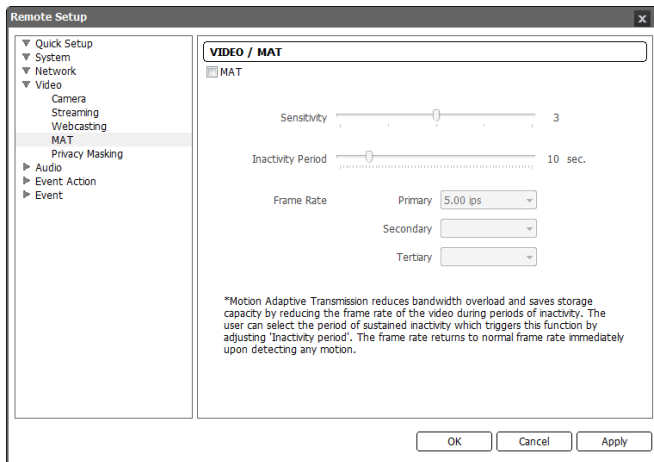 Remote Setup
x
Quick Setup
System
Network
Video
Camera
Streaming
Webcasting
MAT
Privacy Masking
Audio
Event Action
Event
VIDEO / MAT
MAT
Sensitivity 3
Inactivity Period 10 sec.
Frame Rate Primary 5.00 ips
Secondary
Tertiary
*Motion Adaptive Transmission reduces bandwidth overload and saves storage
capacity by reducing the frame rate of the video during periods of inactivity. The
user can select the period of sustained inactivity which triggers this function by
adjusting 'Inactivity period'. The frame rate returns to normal frame rate immediately
upon detecting any motion.
OK Cancel Apply